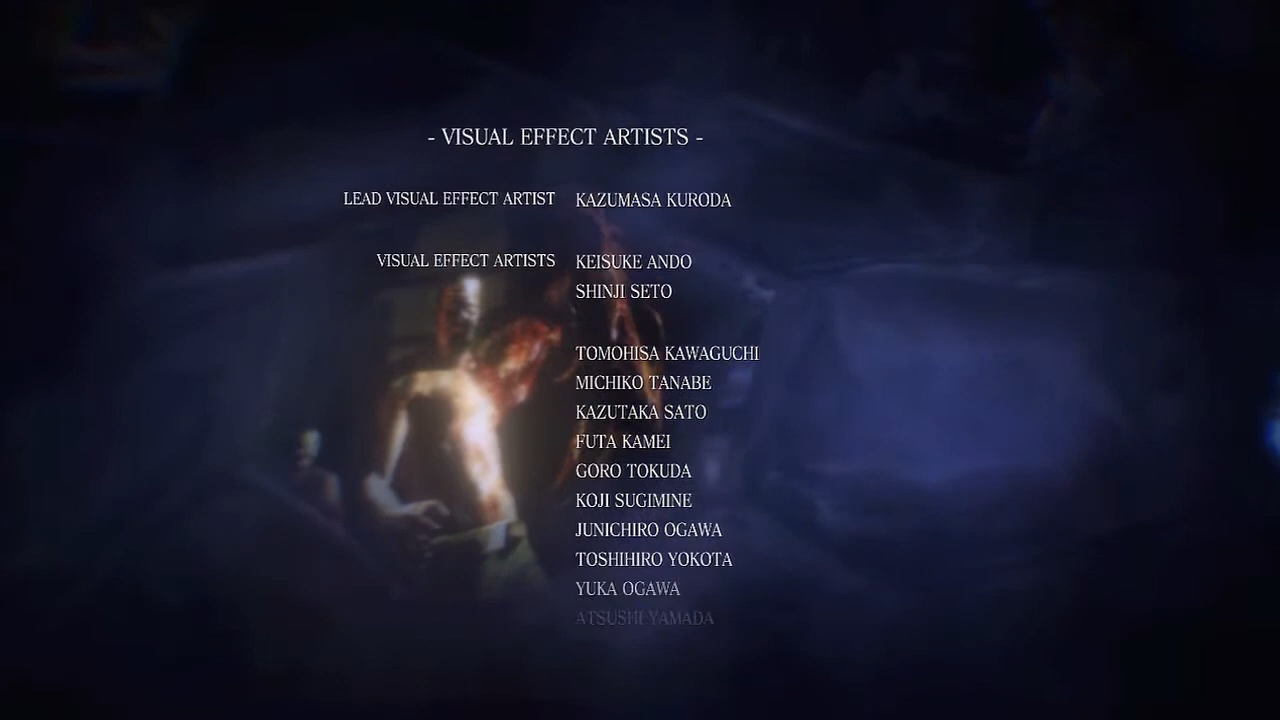 - VISUAL EFFECT ARTISTS -
LEAD VISUAL EFFECT ARTIST KAZUMASA KURODA
VISUAL EFFECT ARTISTS KEISUKE ANDO
SHINJI SETO
TOMOHISA KAWAGUCHI
MICHIKO TANABE
KAZUTAKA SATO
FUTA KAMEI
GORO TOKUDA
KOJI SUGIMINE
JUNICHIRO OGAWA
TOSHIHIRO YOKOTA
YUKA OGAWA
ATSUSHI YAMADA